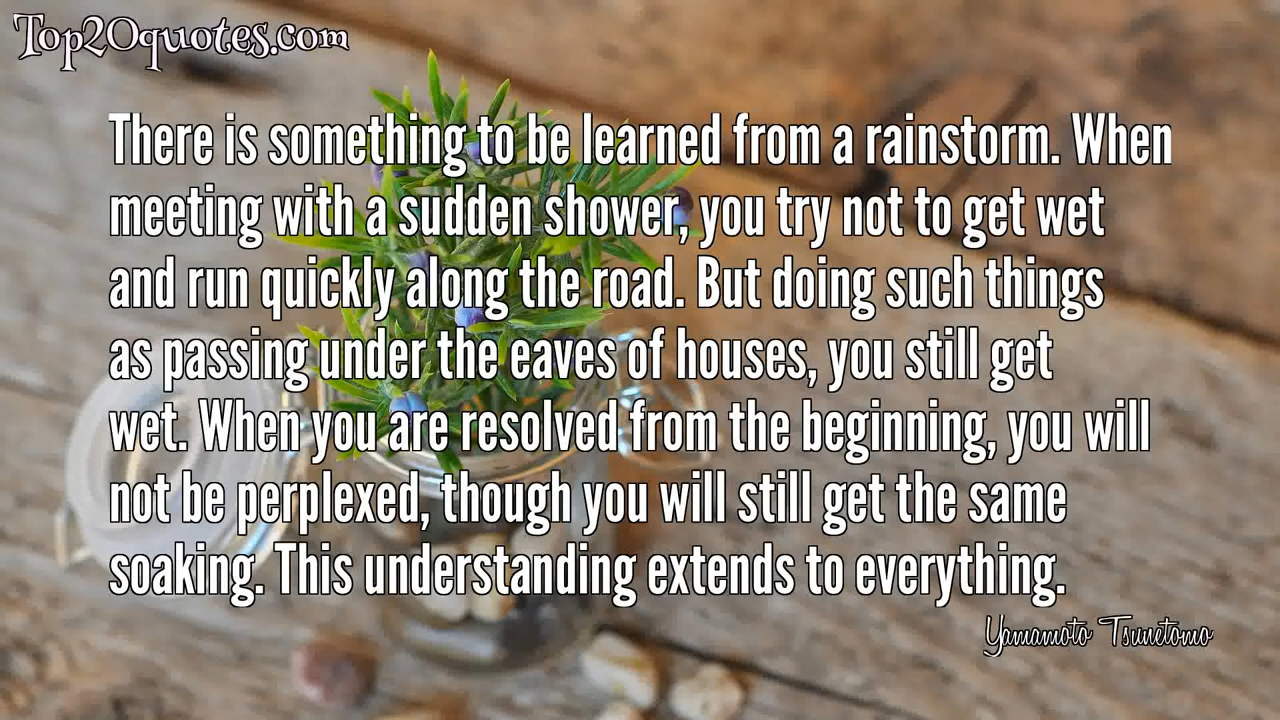 Top20quotes.com
There is something to be learned from a rainstorm. When
meeting with a sudden shower, you try not to get wet
and run quickly along the road. But doing such things
as passing under the eaves of houses, you still get
wet. When you are resolved from the beginning, you will
not be perplexed, though you will still get the same
soaking. This understanding extends to everything.
Yamamoto Tsunetomo